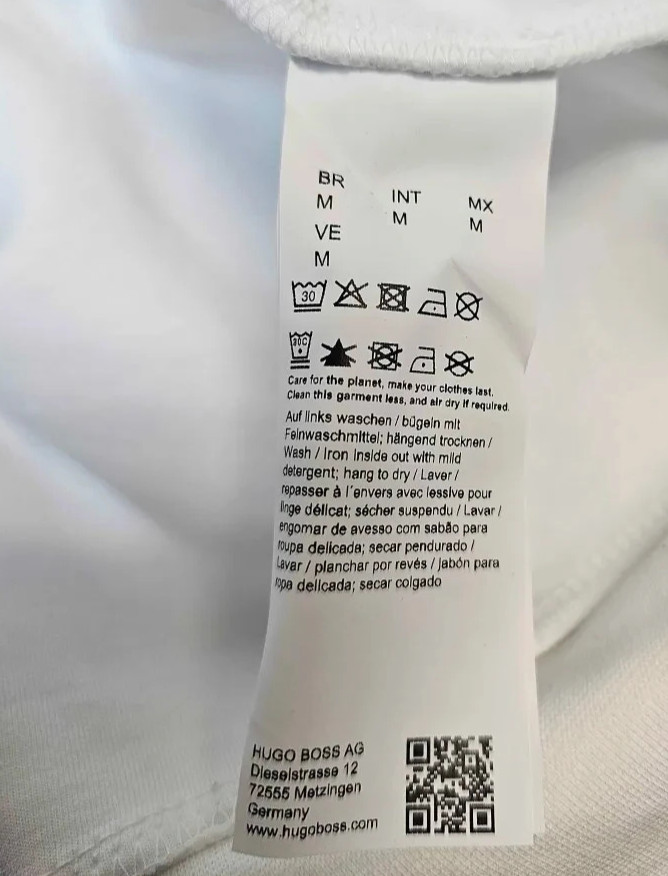 BR INT MX
M M M
VE
M
30
30C
Care for the planet, make your clothes last.
Clean this garment less, and air dry if required.
Auf links waschen / bügeln mit
Feinwaschmittel; hängend trocknen /
Wash / Iron inside out with mild
detergent; hang to dry / Laver /
repasser à l'envers avec lessive pour
linge délicat; sécher suspendu / Lavar /
engomar de avesso com sabão para
roupa delicada; secar pendurado /
Lavar / planchar por revés / jabón para
ropa delicada; secar colgado
HUGO BOSS AG
Dieselstrasse 12
72555 Metzingen
Germany
www.hugoboss.com